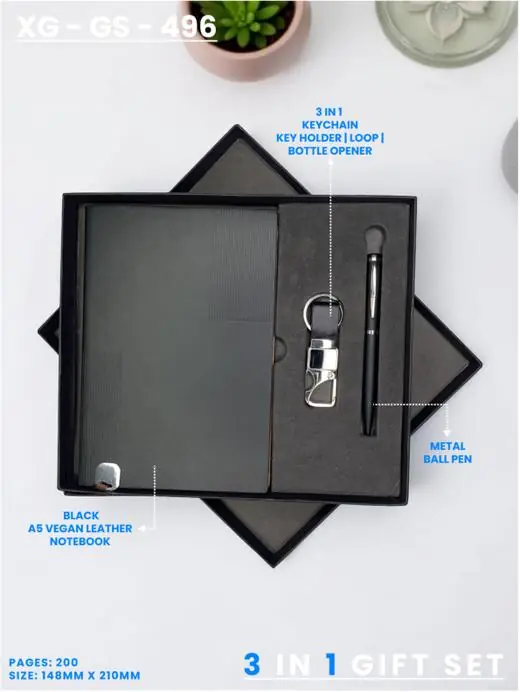 XG - GS - 496
3 IN 1
KEYCHAIN
KEY HOLDER | LOOP |
BOTTLE OPENER
METAL
BALL PEN
BLACK
A5 VEGAN LEATHER
NOTEBOOK
PAGES: 200
SIZE: 148MM X 210MM
3 IN 1 GIFT SET